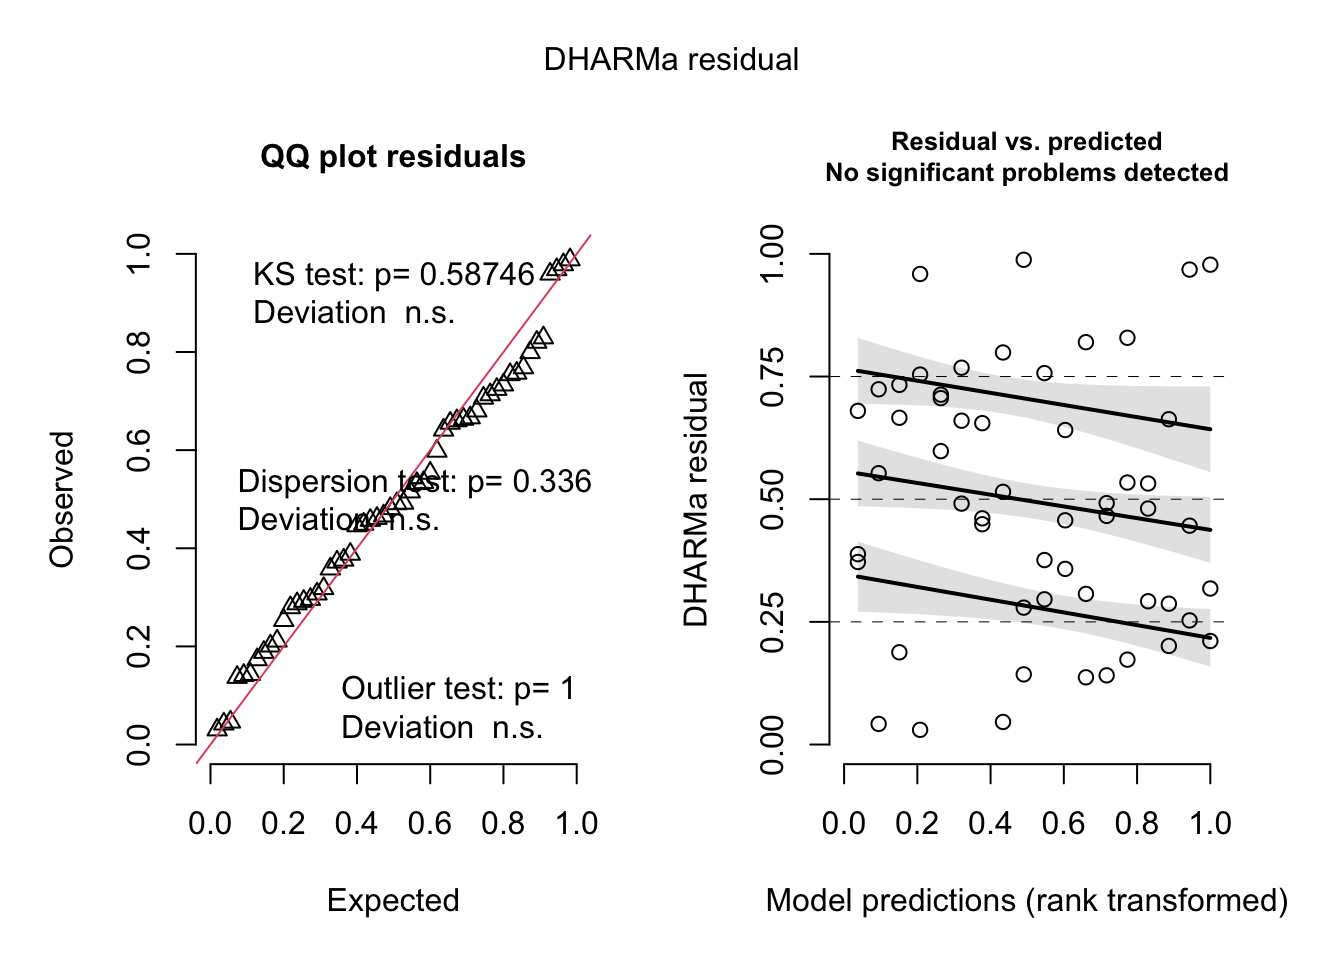 DHARMa residual
QQ plot residuals
KS test: p= 0.58746
Deviation  n.s.
Dispersion test: p= 0.336
Deviation  n.s.
Outlier test: p= 1
Deviation  n.s.
Observed
0.0 0.2 0.4 0.6 0.8 1.0
0.0 0.2 0.4 0.6 0.8 1.0
Expected
Residual vs. predicted
No significant problems detected
DHARMa residual
0.00 0.25 0.50 0.75 1.00
0.0 0.2 0.4 0.6 0.8 1.0
Model predictions (rank transformed)